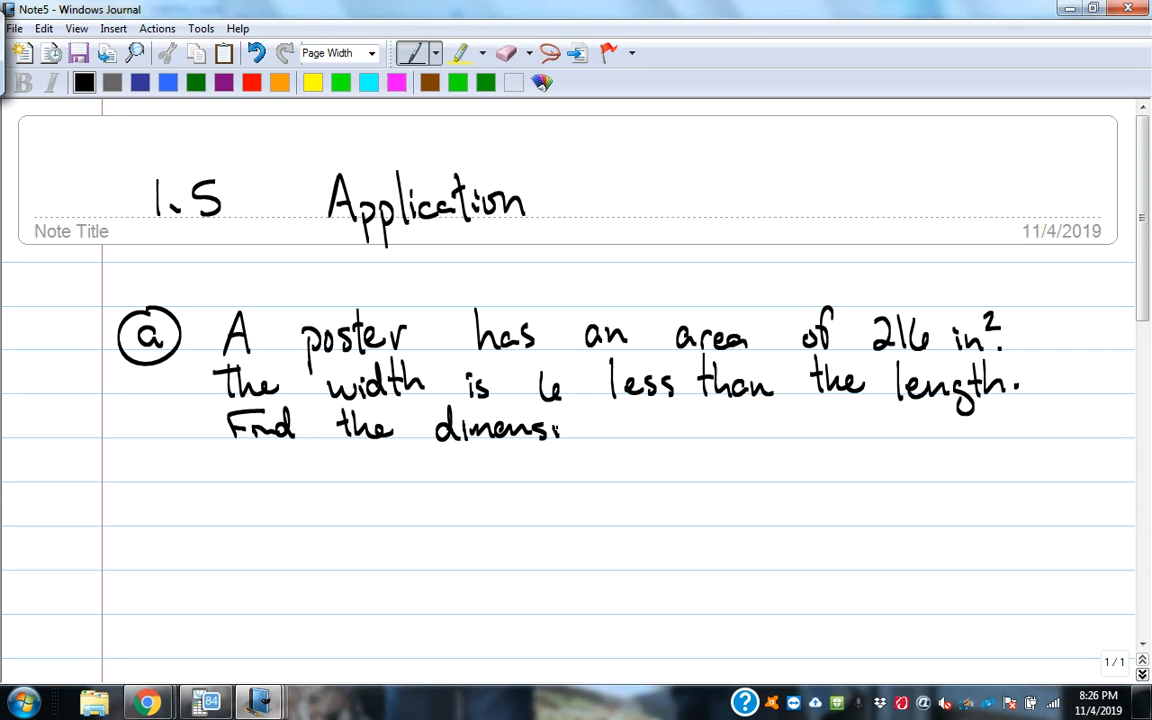 Note5 - Windows Journal
File Edit View Insert Actions Tools Help
Page Width
B I
1.5 Application
Note Title 11/4/2019
a A poster has an area of 216 in².
The width is 6 less than the length.
Find the dimensi
1 / 1
84
8:26 PM
11/4/2019